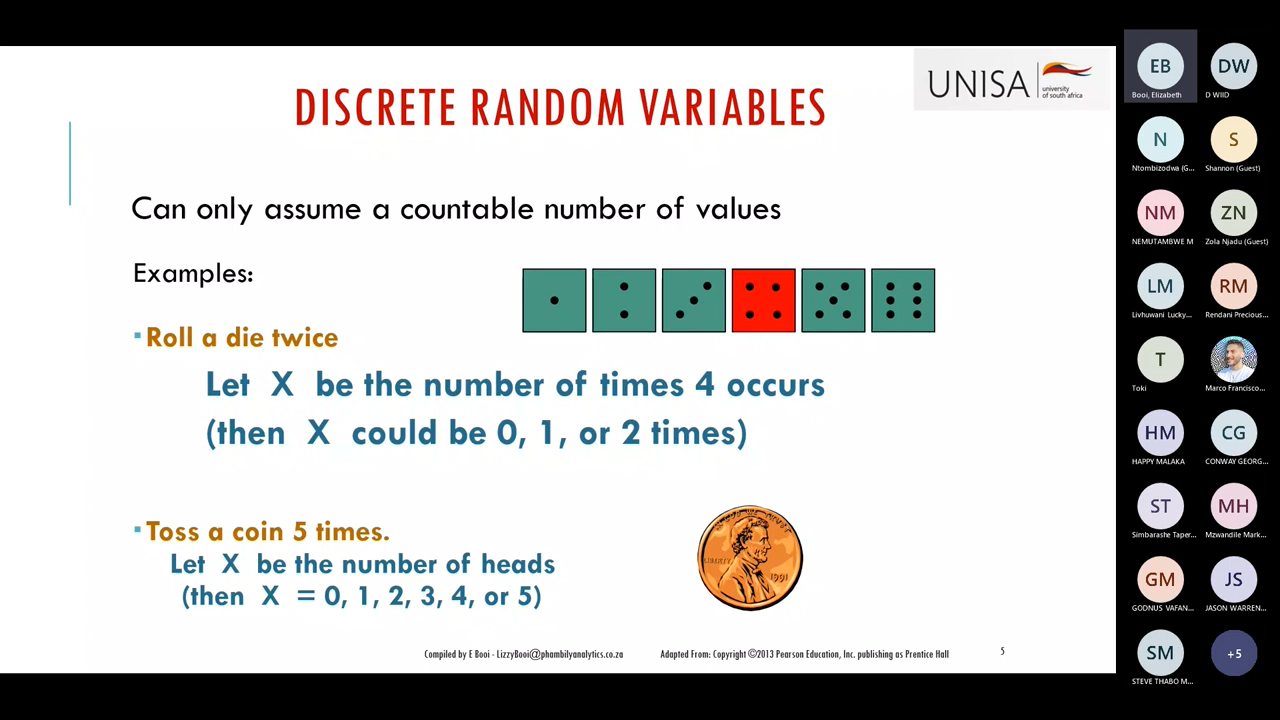 UNISA
university
of south africa
DISCRETE RANDOM VARIABLES
Can only assume a countable number of values
Examples:
Roll a die twice
Let X be the number of times 4 occurs
(then X could be 0, 1, or 2 times)
Toss a coin 5 times.
Let X be the number of heads
(then X = 0, 1, 2, 3, 4, or 5)
LIBERTY
1991
Compiled by E Booi - LizzyBooi@phambilyanalytics.co.za
Adapted From: Copyright ©2013 Pearson Education, Inc. publishing as Prentice Hall
5
EB
Booi, Elizabeth
DW
D WIID
N
Ntombizodwa (G...
S
Shannon (Guest)
NM
NEMUTAMBWE M
ZN
Zola Njadu (Guest)
LM
Livhuwani Lucky...
RM
Rendani Precious...
T
Toki
Marco Francisco...
HM
HAPPY MALAKA
CG
CONWAY GEORG...
ST
Simbarashe Taper...
MH
Mzwandile Mark...
GM
GODNUS VAFAN...
JS
JASON WARREN...
SM
STEVE THABO M...
+5